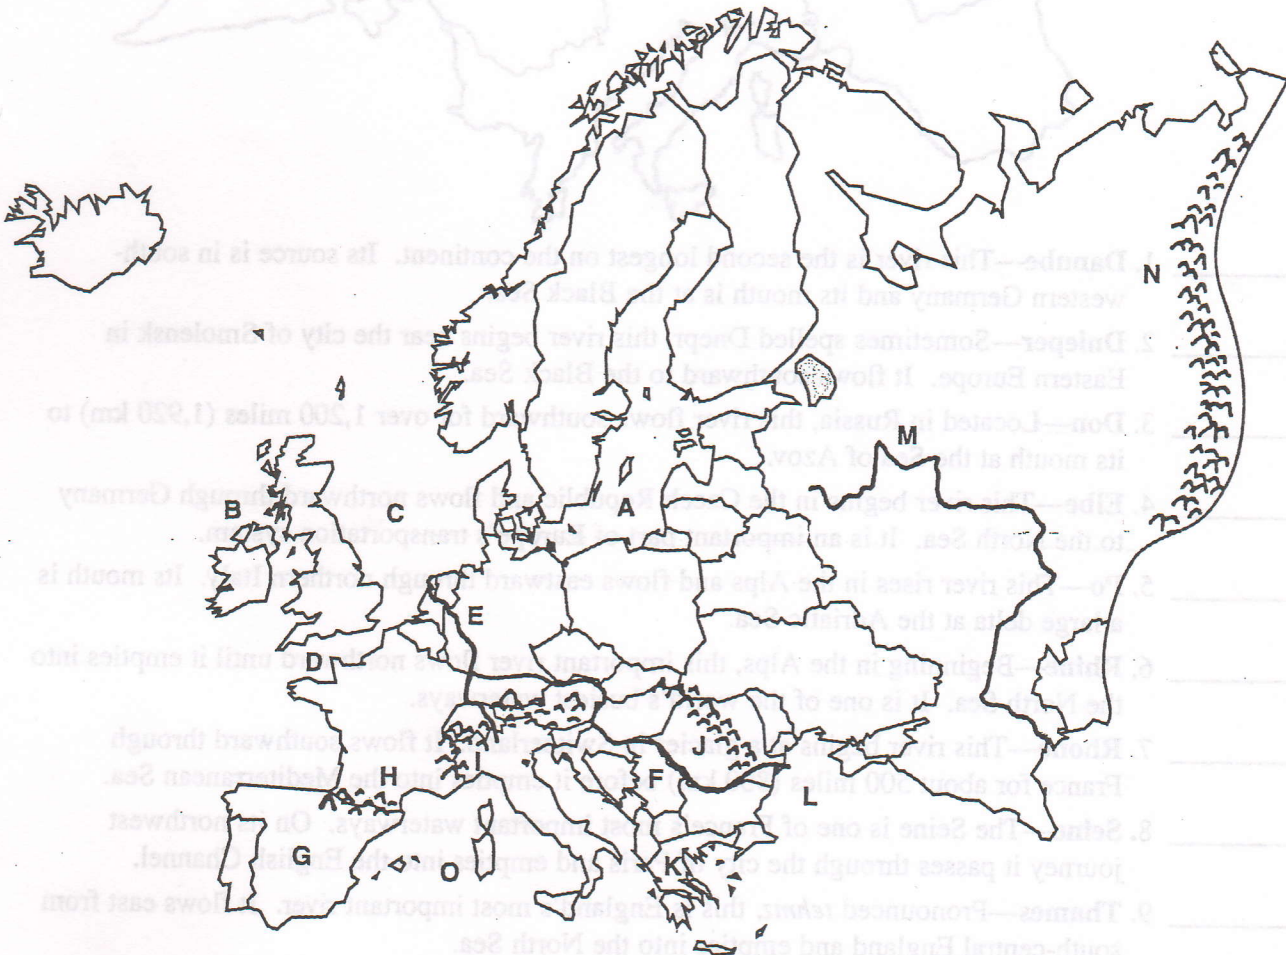 N
M
B
C
A
E
D
J
I
H
F
L
G
K
O
1. Danube—This river is the second longest on the continent. Its source is in south-
western Germany and its mouth is at the Black Sea.
2. Dnieper—Sometimes spelled Dnepr, this river begins near the city of Smolensk in
Eastern Europe. It flows southward to the Black Sea.
3. Don—Located in Russia, this river flows southward for over 1,200 miles (1,920 km) to
its mouth at the Sea of Azov.
4. Elbe—This river begins in the Czech Republic and flows northward through Germany
to the North Sea. It is an important part of Europe's transportation system.
5. Po—This river rises in the Alps and flows eastward through northern Italy. Its mouth is
a large delta at the Adriatic Sea.
6. Rhine—Beginning in the Alps, this important river flows northward until it empties into
the North Sea. It is one of the world's busiest waterways.
7. Rhone—This river begins in a glacier in Switzerland. It flows southward through
France for about 500 miles before it empties into the Mediterranean Sea.
8. Seine—The Seine is one of France's most important waterways. On its northwest
journey it passes through the city of Paris and empties into the English Channel.
9. Thames—Pronounced tehmz, this is England's most important river. It flows east from
south-central England and empties into the North Sea.